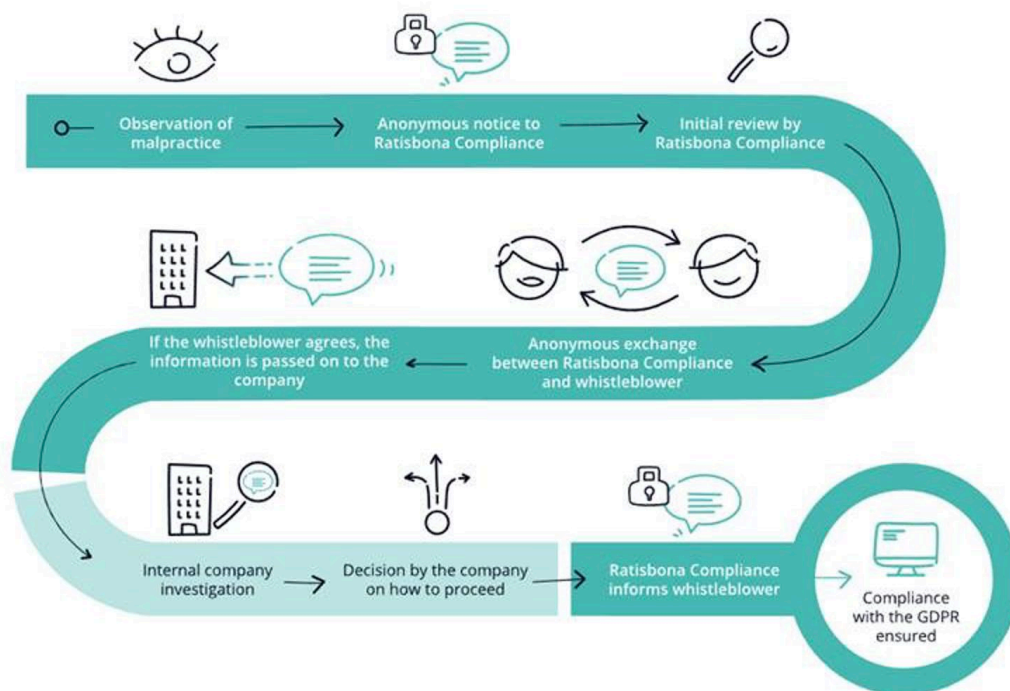 Observation of
malpractice
Anonymous notice to
Ratisbona Compliance
Initial review by
Ratisbona Compliance
Anonymous exchange
between Ratisbona Compliance
and whistleblower
If the whistleblower agrees, the
information is passed on to the
company
Internal company
investigation
Decision by the company
on how to proceed
Ratisbona Compliance
informs whistleblower
Compliance
with the GDPR
ensured